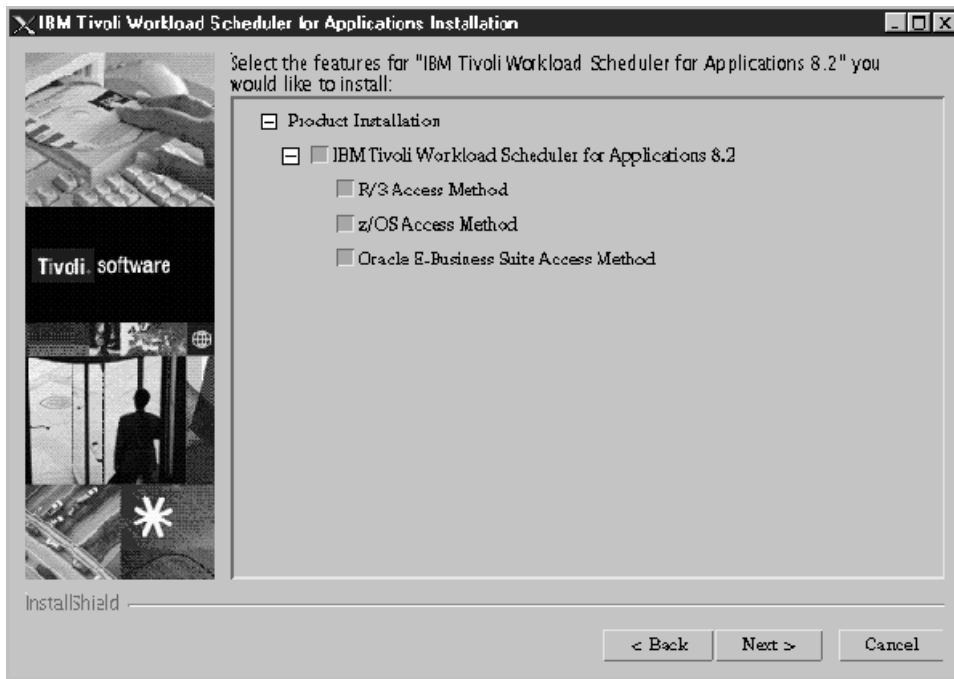 IBM Tivoli Workload Scheduler for Applications Installation
Select the features for "IBM Tivoli Workload Scheduler for Applications 8.2" you
would like to install:
Product Installation
IBM Tivoli Workload Scheduler for Applications 8.2
R/3 Access Method
z/OS Access Method
Oracle E-Business Suite Access Method
Tivoli. software
InstallShield
< Back
Next >
Cancel